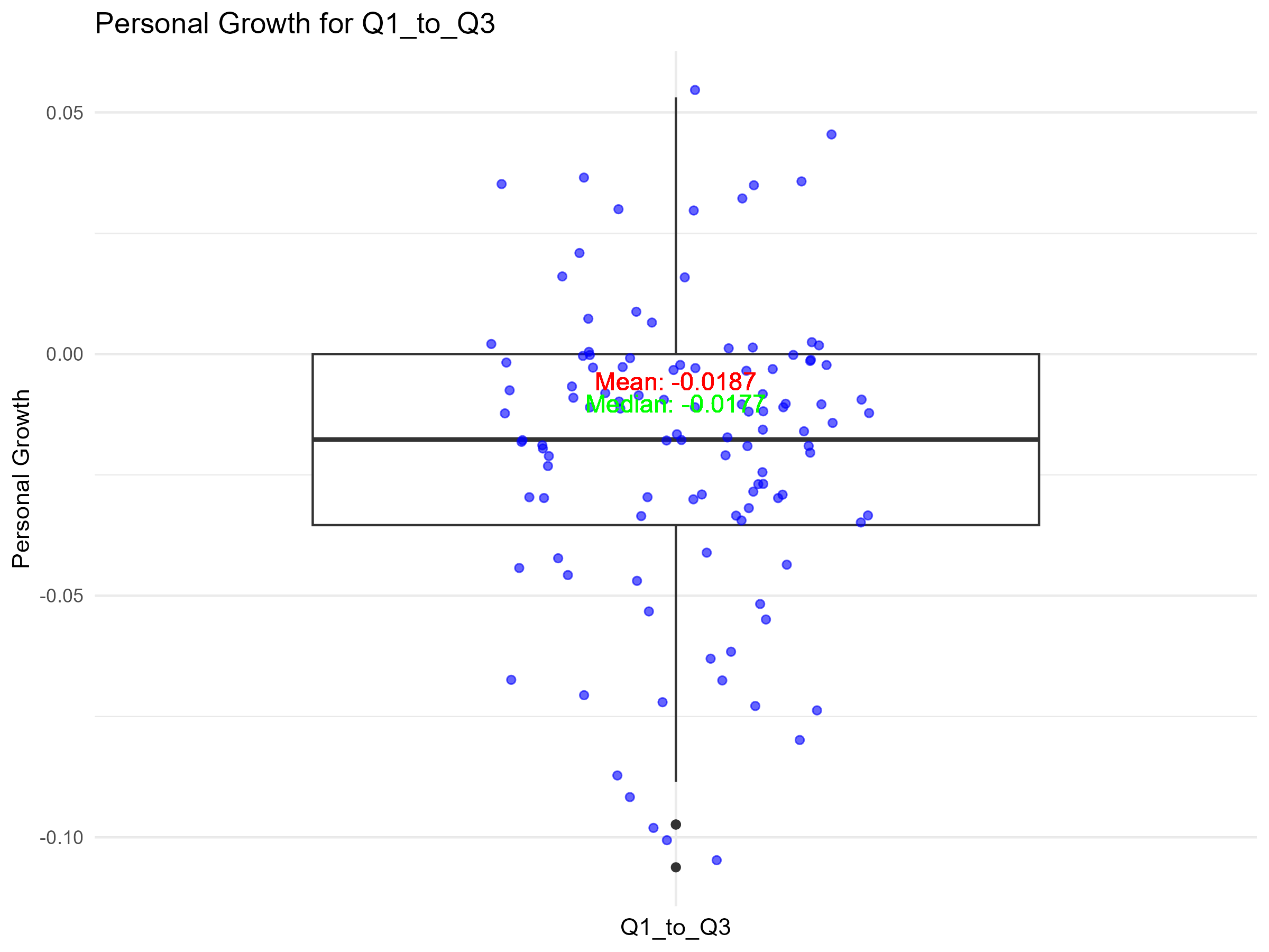 Personal Growth for Q1_to_Q3
Personal Growth
0.05
0.00
-0.05
-0.10
Mean: -0.0187
Median: -0.0177
Q1_to_Q3